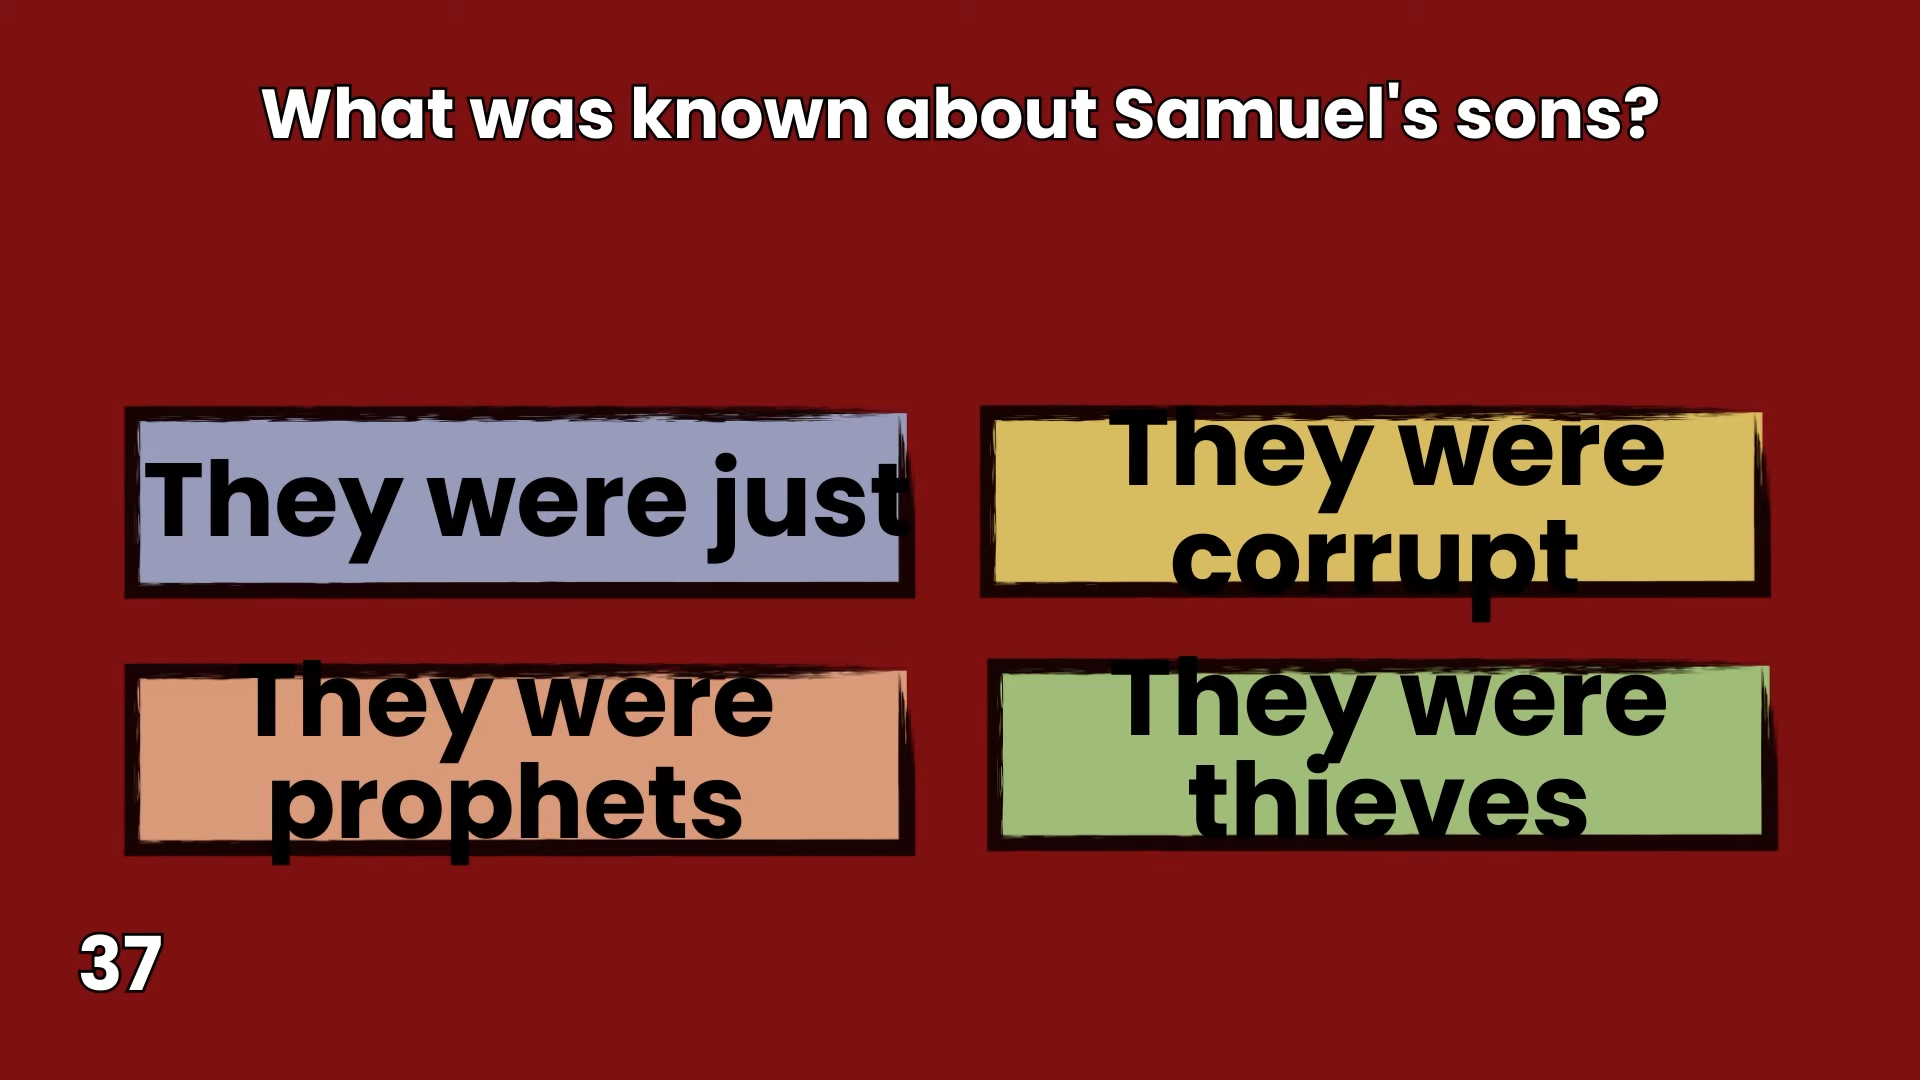 What was known about Samuel's sons?
They were just
They were
corrupt
They were
prophets
They were
thieves
37